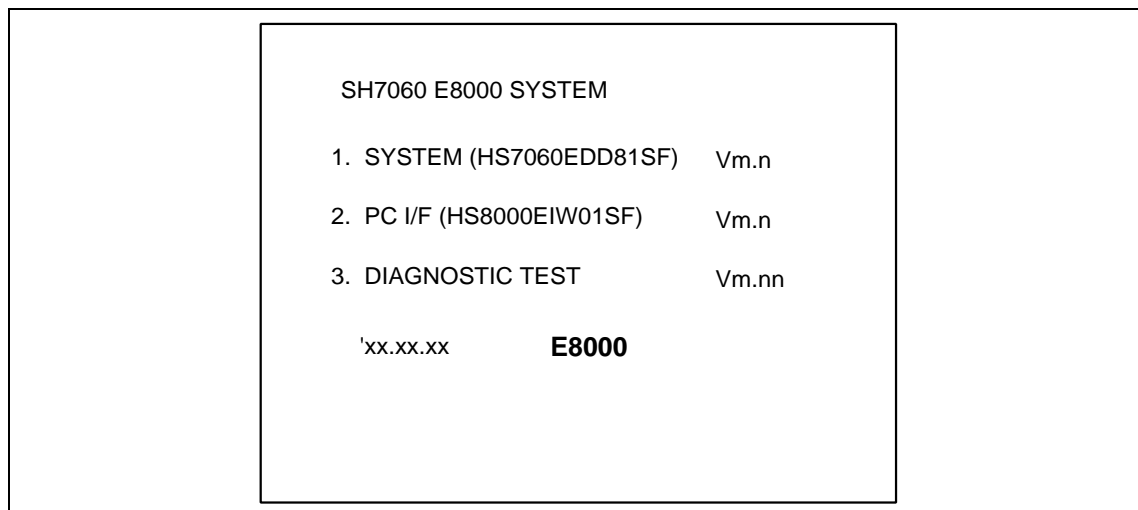 SH7060 E8000 SYSTEM
1. SYSTEM (HS7060EDD81SF) Vm.n
2. PC I/F (HS8000EIW01SF) Vm.n
3. DIAGNOSTIC TEST Vm.nn
'xx.xx.xx E8000